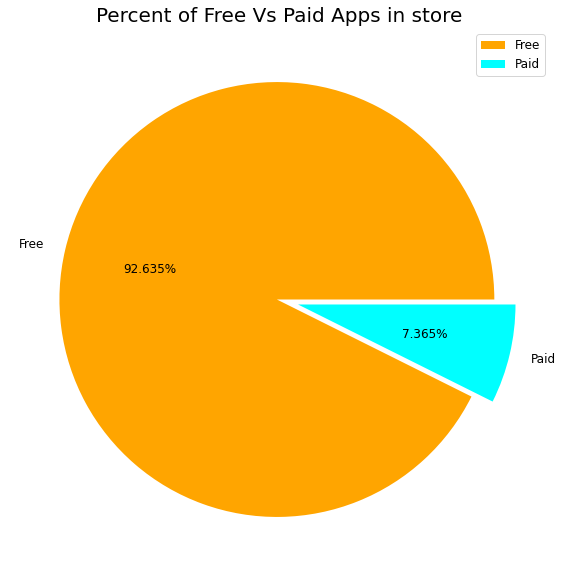 Percent of Free Vs Paid Apps in store
Free
Paid
Free
92.635%
7.365%
Paid